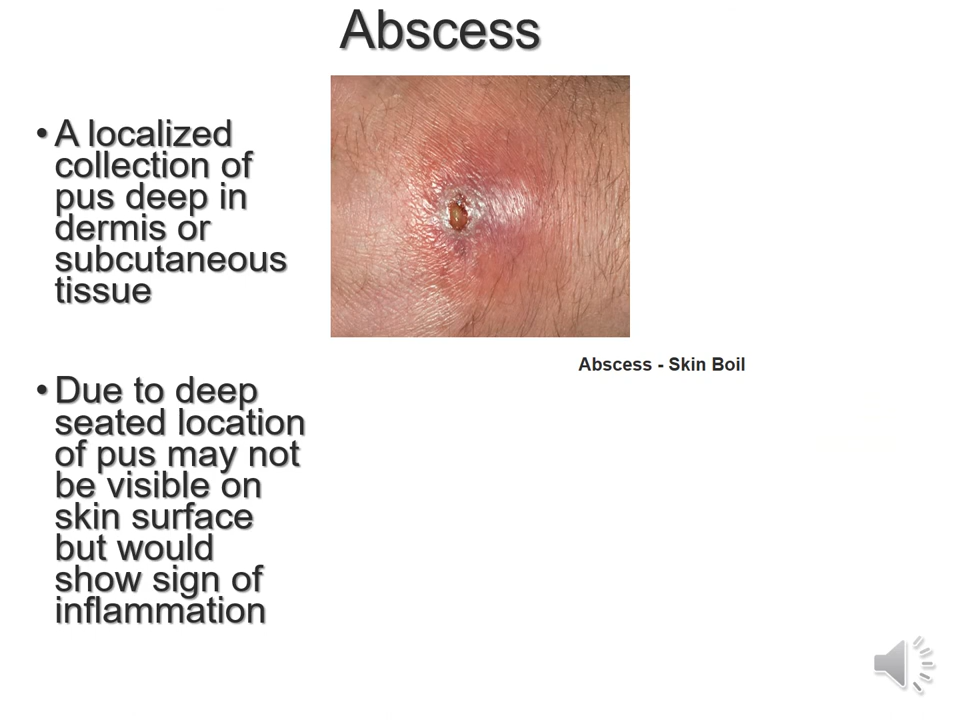 Abscess
• A localized
collection of
pus deep in
dermis or
subcutaneous
tissue
Abscess - Skin Boil
• Due to deep
seated location
of pus may not
be visible on
skin surface
but would
show sign of
inflammation